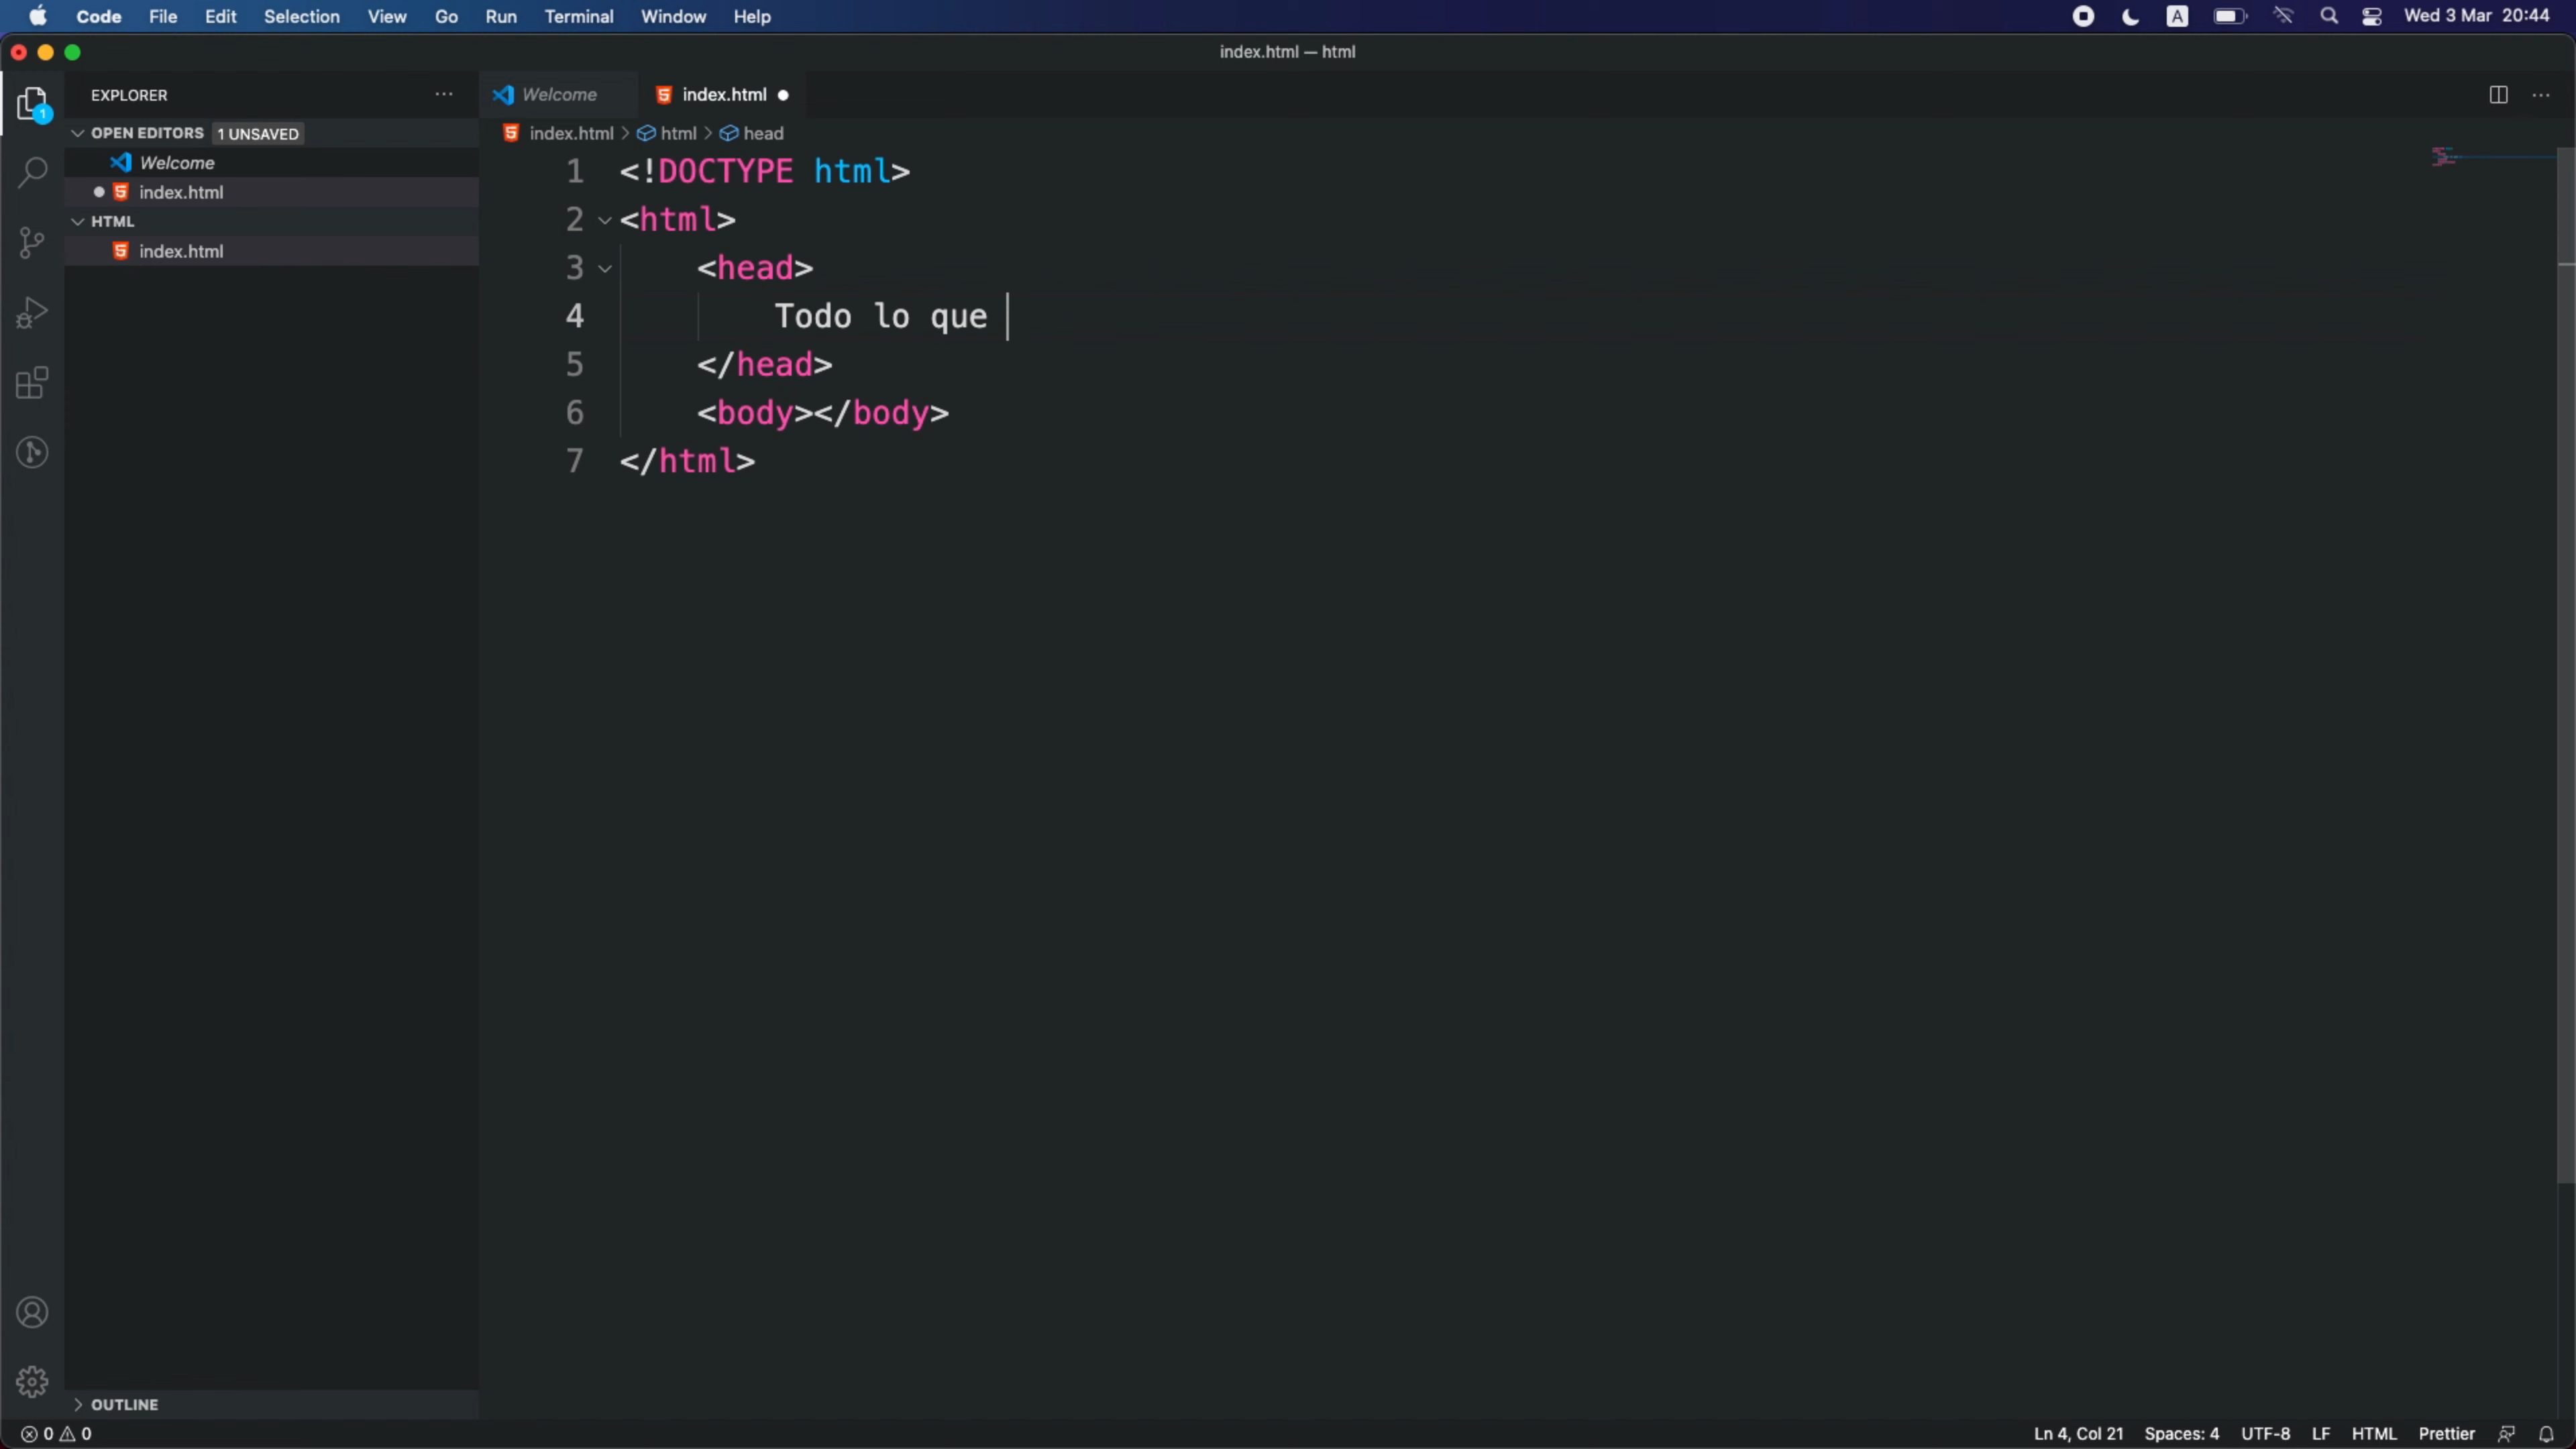 Code File Edit Selection View Go Run Terminal Window Help A Wed 3 Mar 20:44
index.html — html
EXPLORER
Welcome index.html
1
OPEN EDITORS 1 UNSAVED
index.html > html > head
Welcome
index.html
HTML
index.html
1 <!DOCTYPE html>
2 <html>
3 <head>
4 Todo lo que
5 </head>
6 <body></body>
7 </html>
OUTLINE
0 0 Ln 4, Col 21 Spaces: 4 UTF-8 LF HTML Prettier